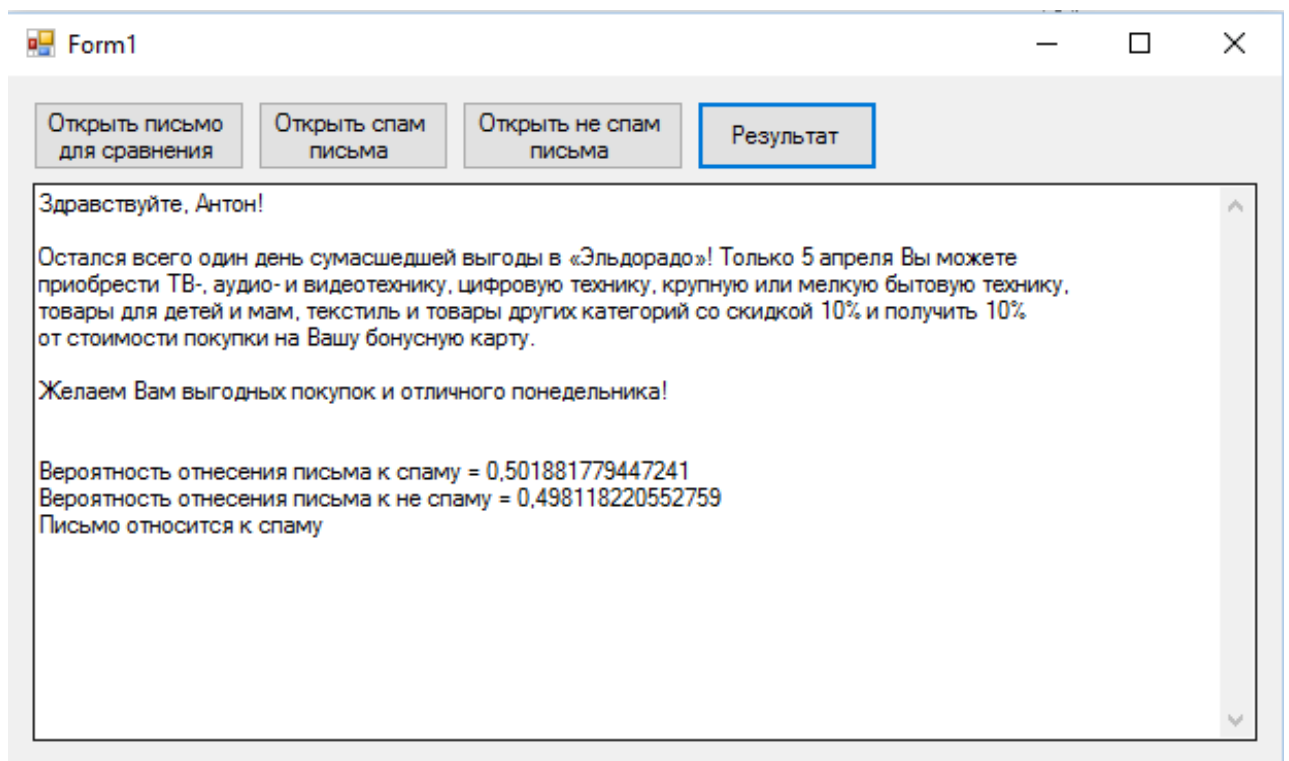 Form1
Открыть письмо
для сравнения
Открыть спам
письма
Открыть не спам
письма
Результат
Здравствуйте, Антон!
Остался всего один день сумасшедшей выгоды в «Эльдорадо»! Только 5 апреля Вы можете
приобрести ТВ-, аудио- и видеотехнику, цифровую технику, крупную или мелкую бытовую технику,
товары для детей и мам, текстиль и товары других категорий со скидкой 10% и получить 10%
от стоимости покупки на Вашу бонусную карту.
Желаем Вам выгодных покупок и отличного понедельника!
Вероятность отнесения письма к спаму = 0,501881779447241
Вероятность отнесения письма к не спаму = 0,498118220552759
Письмо относится к спаму